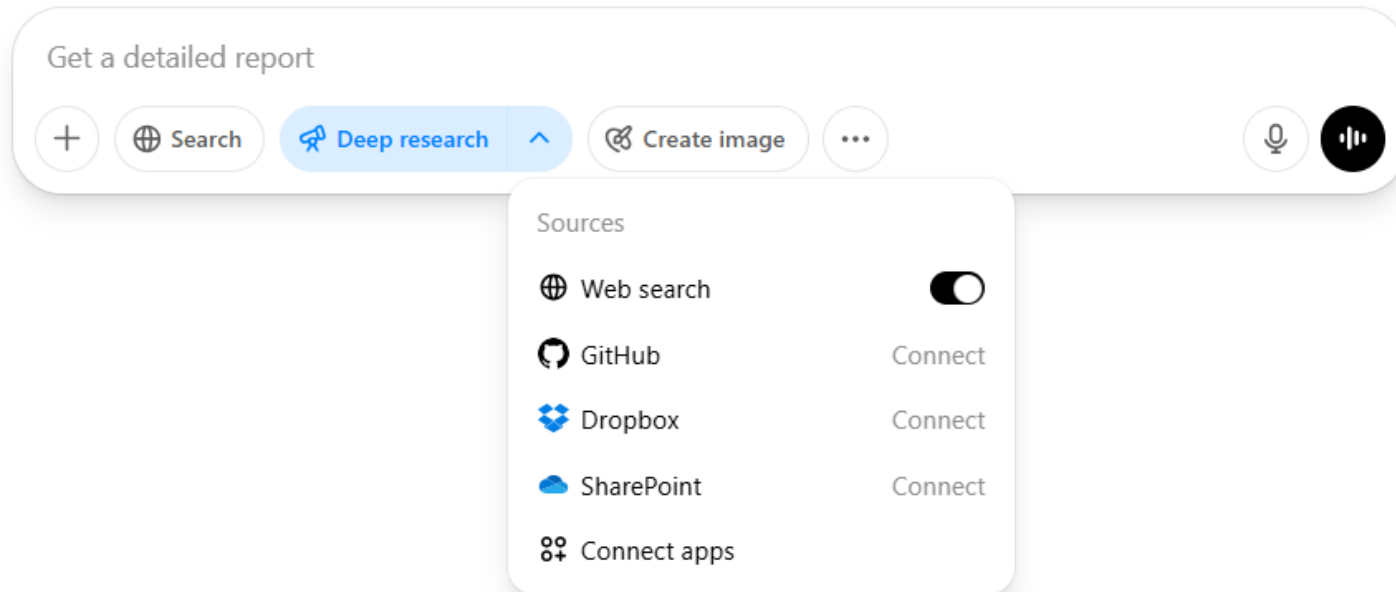 Get a detailed report
Search Deep research Create image
Sources
Web search
GitHub Connect
Dropbox Connect
SharePoint Connect
Connect apps